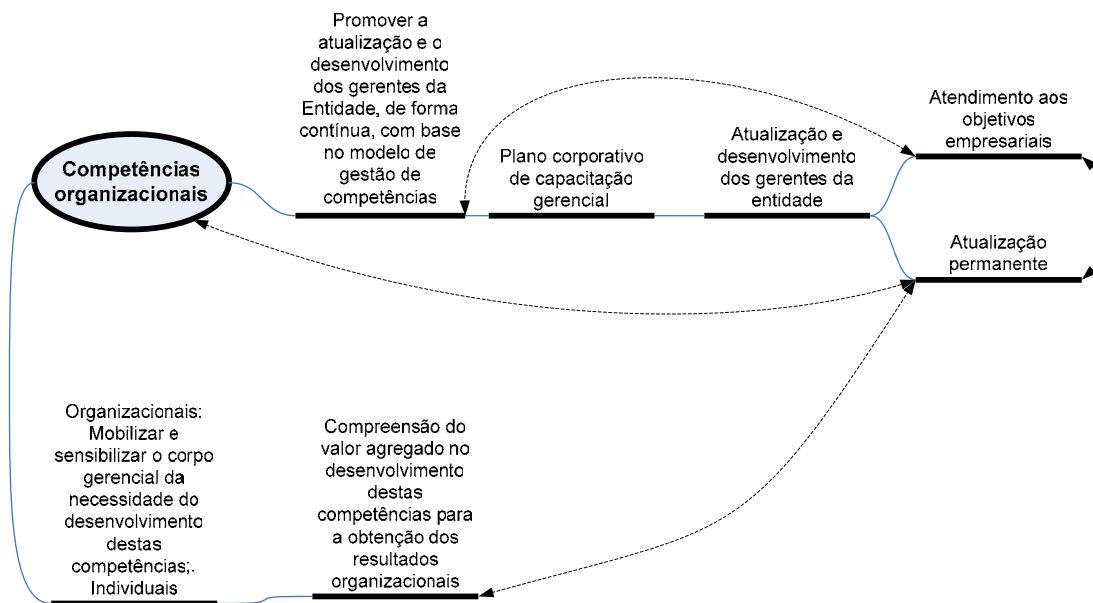 Competências
organizacionais
Promover a
atualização e o
desenvolvimento
dos gerentes da
Entidade, de forma
contínua, com base
no modelo de
gestão de
competências
Plano corporativo
de capacitação
gerencial
Atualização e
desenvolvimento
dos gerentes da
entidade
Atendimento aos
objetivos
empresariais
Atualização
permanente
Organizacionais:
Mobilizar e
sensibilizar o corpo
gerencial da
necessidade do
desenvolvimento
destas
competências;.
Individuais
Compreensão do
valor agregado no
desenvolvimento
destas
competências para
a obtenção dos
resultados
organizacionais